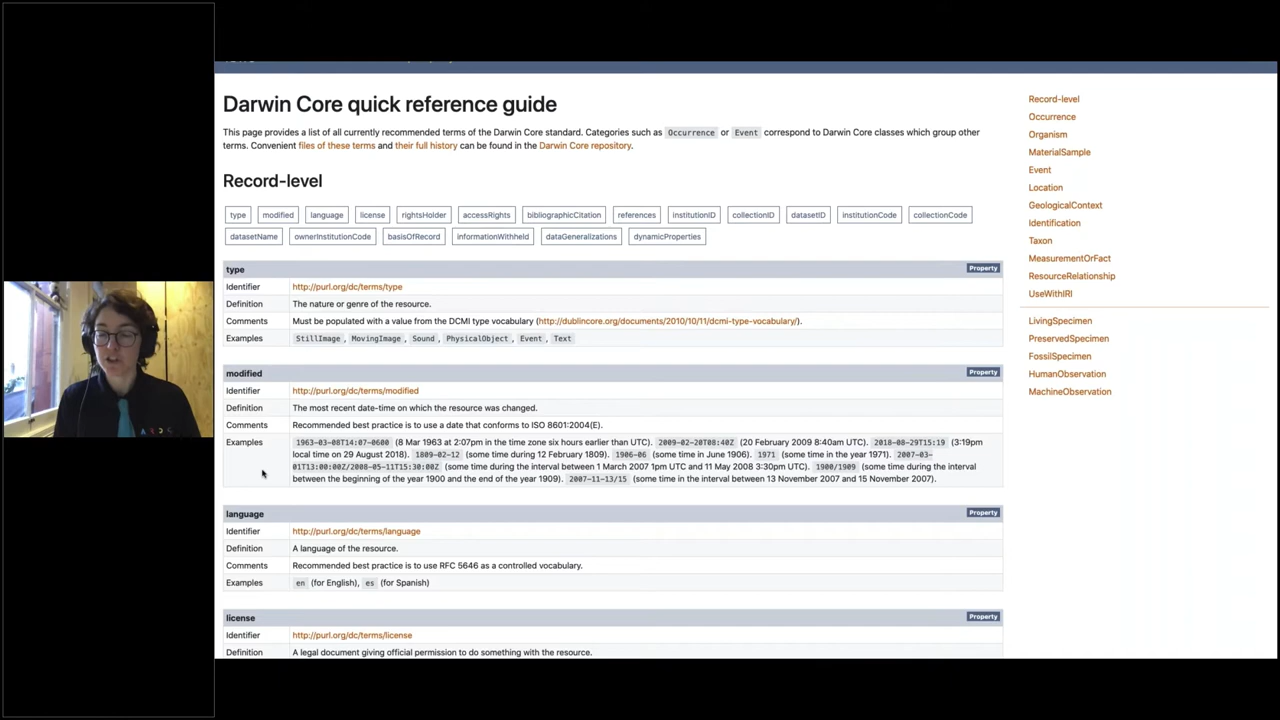 Darwin Core quick reference guide
This page provides a list of all currently recommended terms of the Darwin Core standard. Categories such as Occurrence or Event correspond to Darwin Core classes which group other
terms. Convenient files of these terms and their full history can be found in the Darwin Core repository.
Record-level
type modified language license rightsHolder accessRights bibliographicCitation references institutionID collectionID datasetID institutionCode collectionCode
datasetName ownerInstitutionCode basisOfRecord informationWithheld dataGeneralizations dynamicProperties
type Property
Identifier http://purl.org/dc/terms/type
Definition The nature or genre of the resource.
Comments Must be populated with a value from the DCMI type vocabulary (http://dublincore.org/documents/2010/10/11/dcmi-type-vocabulary/).
Examples StillImage, MovingImage, Sound, PhysicalObject, Event, Text
modified Property
Identifier http://purl.org/dc/terms/modified
Definition The most recent date-time on which the resource was changed.
Comments Recommended best practice is to use a date that conforms to ISO 8601:2004(E).
Examples 1963-03-08T14:07-0600 (8 Mar 1963 at 2:07pm in the time zone six hours earlier than UTC). 2009-02-20T08:40Z (20 February 2009 8:40am UTC). 2018-08-29T15:19 (3:19pm
local time on 29 August 2018). 1809-02-12 (some time during 12 February 1809). 1906-06 (some time in June 1906). 1971 (some time in the year 1971). 2007-03-
01T13:00:00Z/2008-05-11T15:30:00Z (some time during the interval between 1 March 2007 1pm UTC and 11 May 2008 3:30pm UTC). 1900/1909 (some time during the interval
between the beginning of the year 1900 and the end of the year 1909). 2007-11-13/15 (some time in the interval between 13 November 2007 and 15 November 2007).
language Property
Identifier http://purl.org/dc/terms/language
Definition A language of the resource.
Comments Recommended best practice is to use RFC 5646 as a controlled vocabulary.
Examples en (for English), es (for Spanish)
license Property
Identifier http://purl.org/dc/terms/license
Definition A legal document giving official permission to do something with the resource.
Record-level
Occurrence
Organism
MaterialSample
Event
Location
GeologicalContext
Identification
Taxon
MeasurementOrFact
ResourceRelationship
UseWithIRI
LivingSpecimen
PreservedSpecimen
FossilSpecimen
HumanObservation
MachineObservation